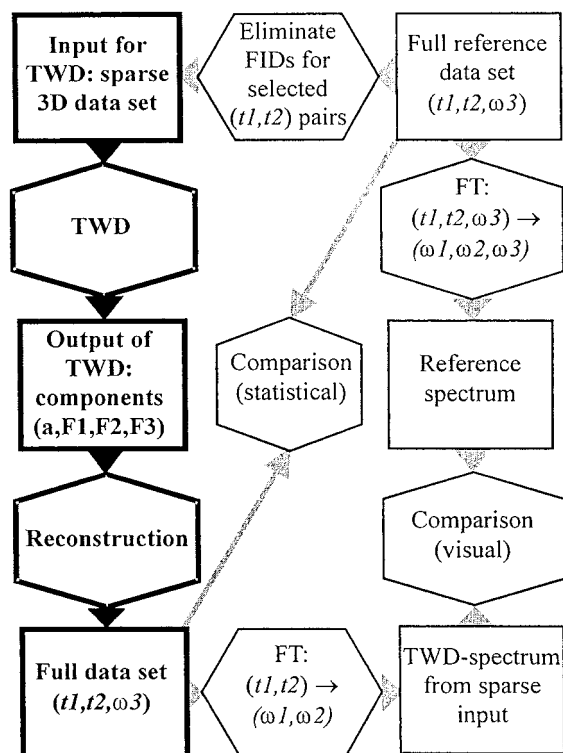 Input for
TWD: sparse
3D data set
Eliminate
FIDs for
selected
(t1,t2) pairs
Full reference
data set
(t1,t2,ω3)
TWD
FT:
(t1,t2,ω3) →
(ω1,ω2,ω3)
Output of
TWD:
components
(a,F1,F2,F3)
Comparison
(statistical)
Reference
spectrum
Reconstruction
Comparison
(visual)
Full data set
(t1,t2,ω3)
FT:
(t1,t2) →
(ω1,ω2)
TWD-spectrum
from sparse
input